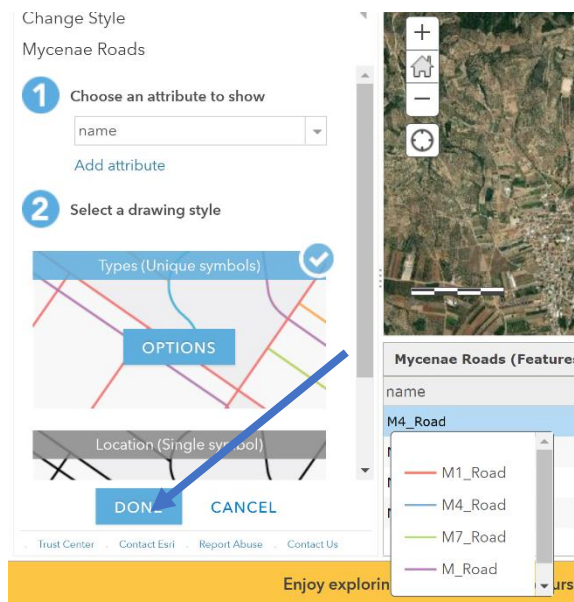 Change Style
Mycenae Roads
1 Choose an attribute to show
name
Add attribute
2 Select a drawing style
Types (Unique symbols)
OPTIONS
Location (Single symbol)
DONE CANCEL
Trust Center . Contact Esri . Report Abuse . Contact Us
Mycenae Roads (Features
name
M4_Road
M1_Road
M4_Road
M7_Road
M_Road
Enjoy explorin
urs